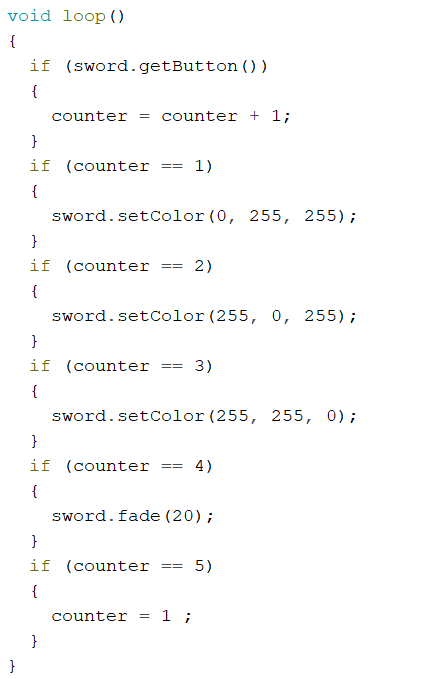 void loop()
{
  if (sword.getButton())
  {
    counter = counter + 1;
  }
  if (counter == 1)
  {
    sword.setColor(0, 255, 255);
  }
  if (counter == 2)
  {
    sword.setColor(255, 0, 255);
  }
  if (counter == 3)
  {
    sword.setColor(255, 255, 0);
  }
  if (counter == 4)
  {
    sword.fade(20);
  }
  if (counter == 5)
  {
    counter = 1 ;
  }
}